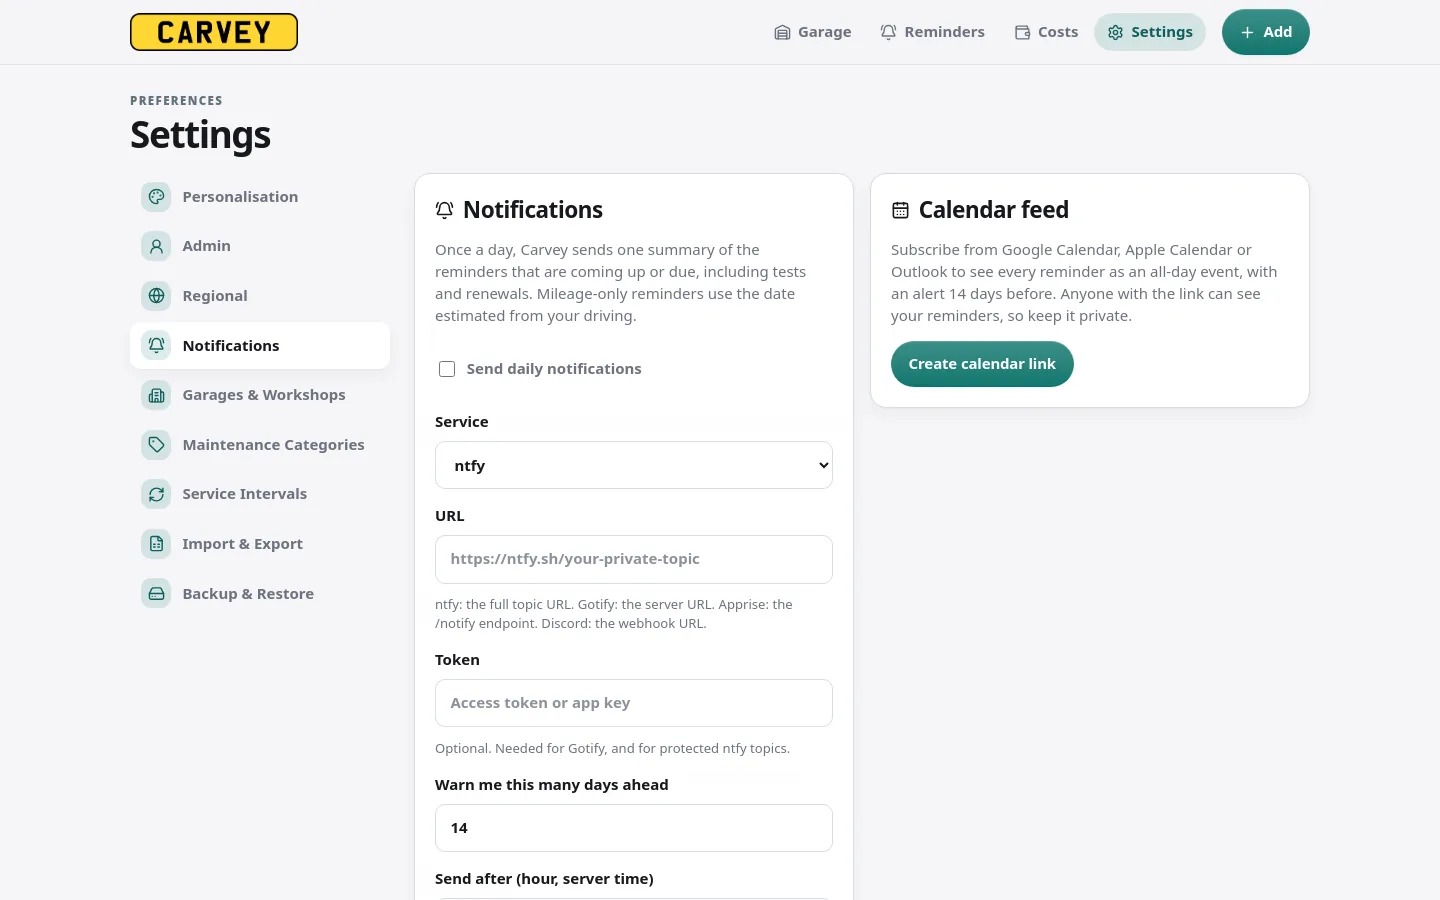 CARVEY
Garage
Reminders
Costs
Settings
Add
PREFERENCES
Settings
Personalisation
Admin
Regional
Notifications
Garages & Workshops
Maintenance Categories
Service Intervals
Import & Export
Backup & Restore
Notifications
Once a day, Carvey sends one summary of the
reminders that are coming up or due, including tests
and renewals. Mileage-only reminders use the date
estimated from your driving.
Send daily notifications
Service
ntfy
URL
https://ntfy.sh/your-private-topic
ntfy: the full topic URL. Gotify: the server URL. Apprise: the
/notify endpoint. Discord: the webhook URL.
Token
Access token or app key
Optional. Needed for Gotify, and for protected ntfy topics.
Warn me this many days ahead
14
Send after (hour, server time)
Calendar feed
Subscribe from Google Calendar, Apple Calendar or
Outlook to see every reminder as an all-day event, with
an alert 14 days before. Anyone with the link can see
your reminders, so keep it private.
Create calendar link